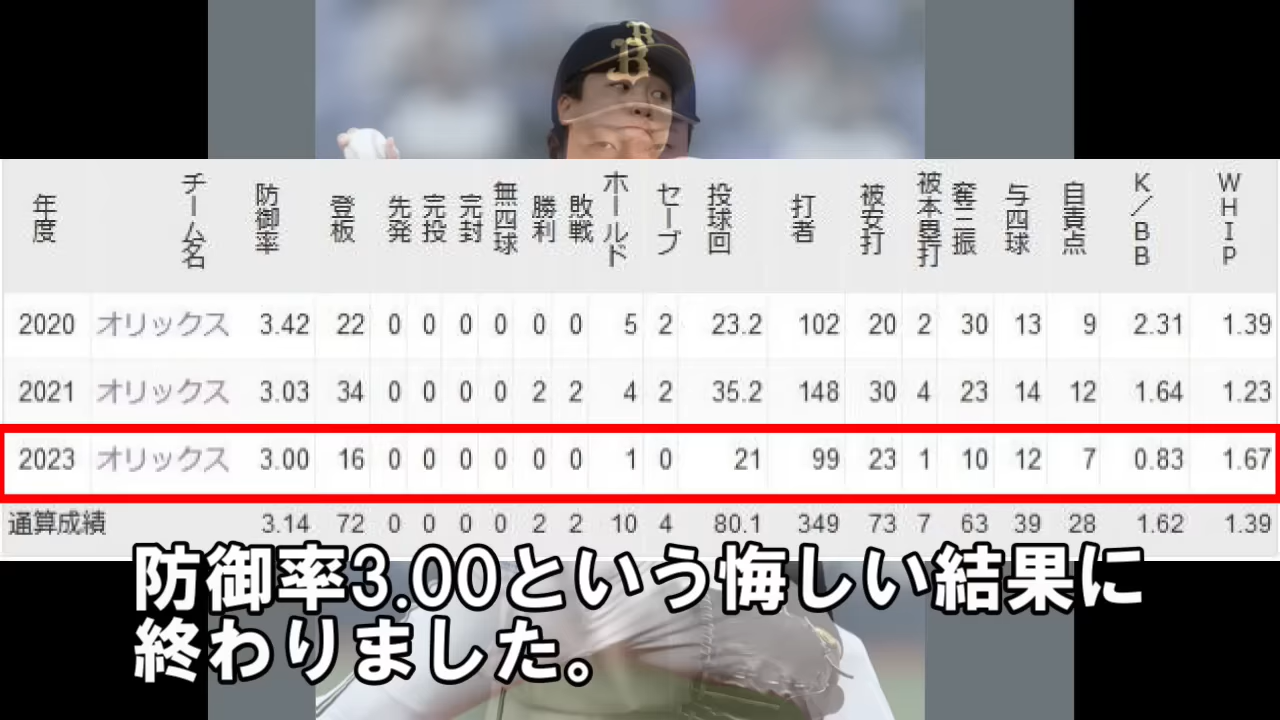 B
年度 チーム名 防御率 登板 先発 完投 完封 無四球 勝利 敗戦 ホールド セーブ 投球回 打者 被安打 被本塁打 奪三振 与四球 自責点 K/BB WHIP
2020 オリックス 3.42 22 0 0 0 0 0 0 5 2 23.2 102 20 2 30 13 9 2.31 1.39
2021 オリックス 3.03 34 0 0 0 0 2 2 4 2 35.2 148 30 4 23 14 12 1.64 1.23
2023 オリックス 3.00 16 0 0 0 0 0 0 1 0 21 99 23 1 10 12 7 0.83 1.67
通算成績 3.14 72 0 0 0 0 2 2 10 4 80.1 349 73 7 63 39 28 1.62 1.39
防御率3.00という悔しい結果に
終わりました。